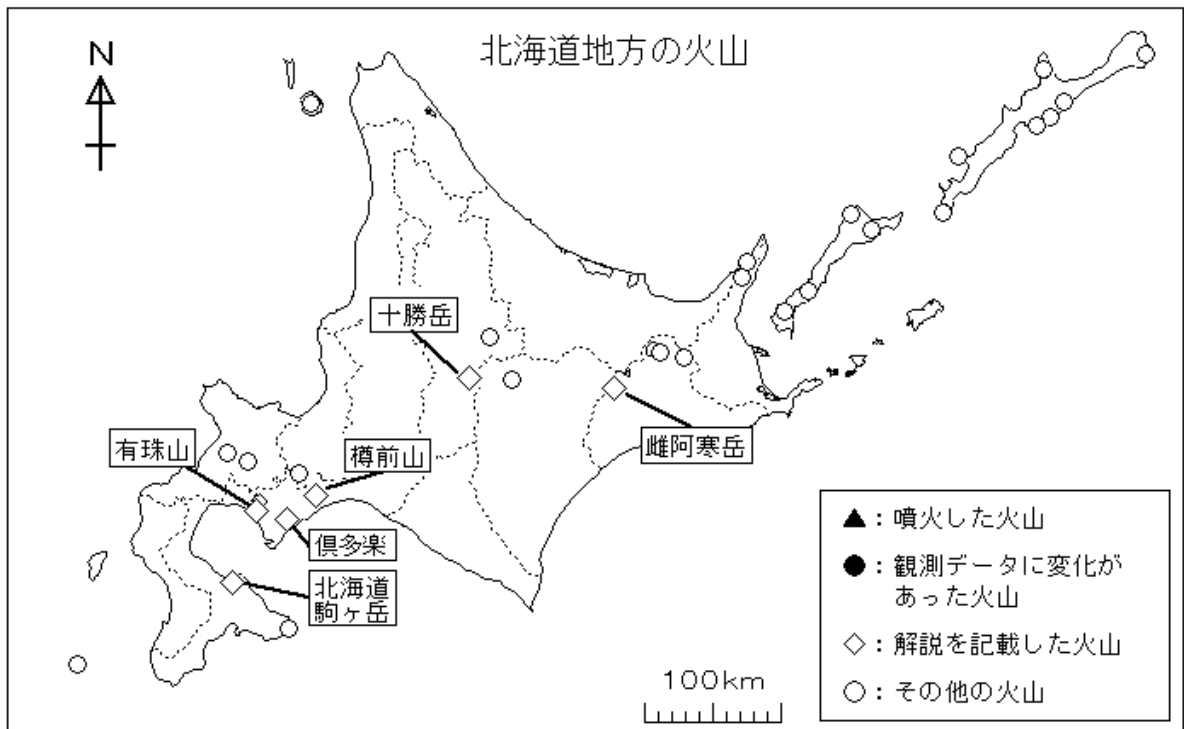 北海道地方の火山
N
十勝岳
有珠山
樽前山
雌阿寒岳
倶多楽
北海道
駒ヶ岳
▲：噴火した火山
●：観測データに変化が
あった火山
◇：解説を記載した火山
○：その他の火山
100km